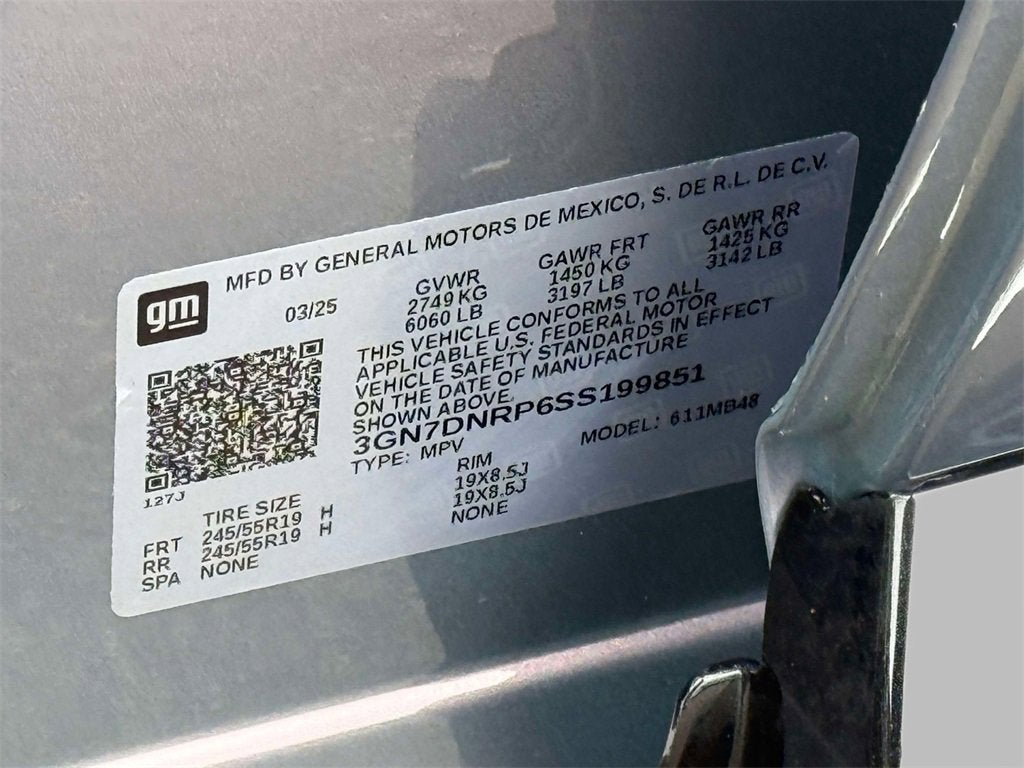 gm
MFD BY GENERAL MOTORS DE MEXICO, S. DE R.L. DE C.V.
03/25
GVWR
2749 KG
6060 LB
GAWR FRT
1450 KG
3197 LB
GAWR RR
1425 KG
3142 LB
THIS VEHICLE CONFORMS TO ALL
APPLICABLE U.S. FEDERAL MOTOR
VEHICLE SAFETY STANDARDS IN EFFECT
ON THE DATE OF MANUFACTURE
SHOWN ABOVE.
3GN7DNRP6SS199851
TYPE: MPV
MODEL: 611MB48
127J
TIRE SIZE
RIM
FRT 245/55R19 H 19X8.5J
RR 245/55R19 H 19X8.5J
SPA NONE NONE